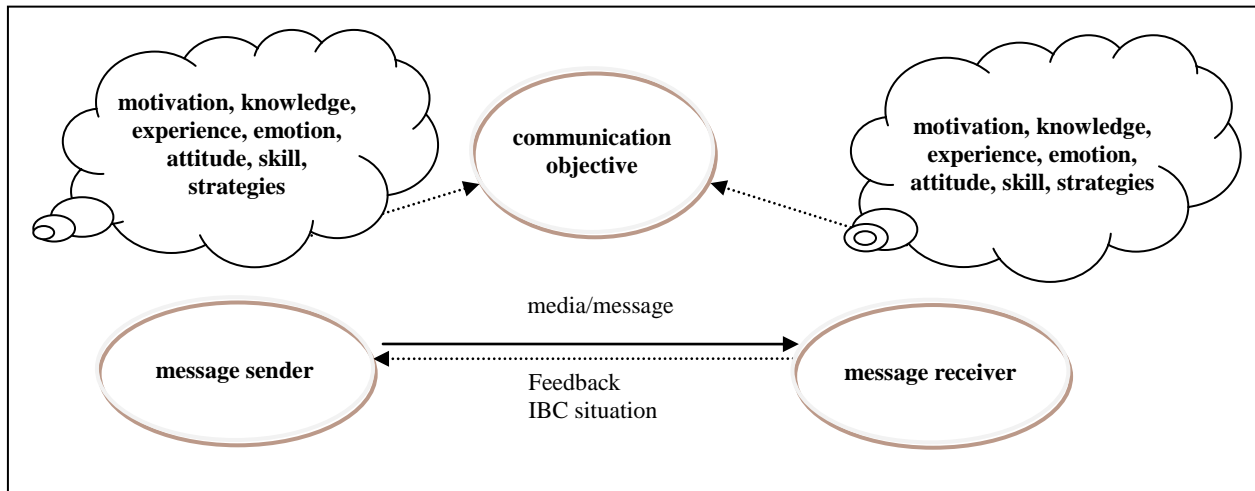 motivation, knowledge,
experience, emotion,
attitude, skill,
strategies
communication
objective
motivation, knowledge,
experience, emotion,
attitude, skill, strategies
media/message
message sender
message receiver
Feedback
IBC situation